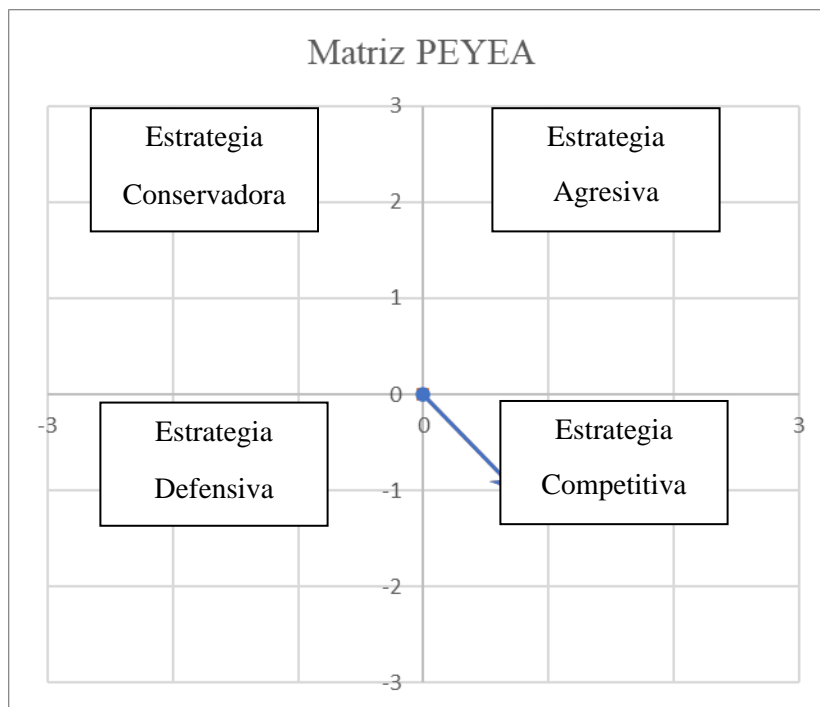 Matriz PEYEA
3
Estrategia
Conservadora
Estrategia
Agresiva
2
1
0
-3
0
3
Estrategia
Defensiva
Estrategia
Competitiva
-1
-2
-3